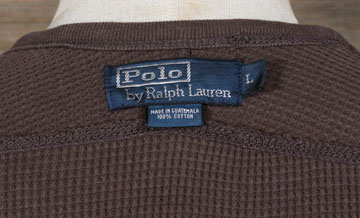 Polo
by Ralph Lauren
L
MADE IN GUATEMALA
100% COTTON